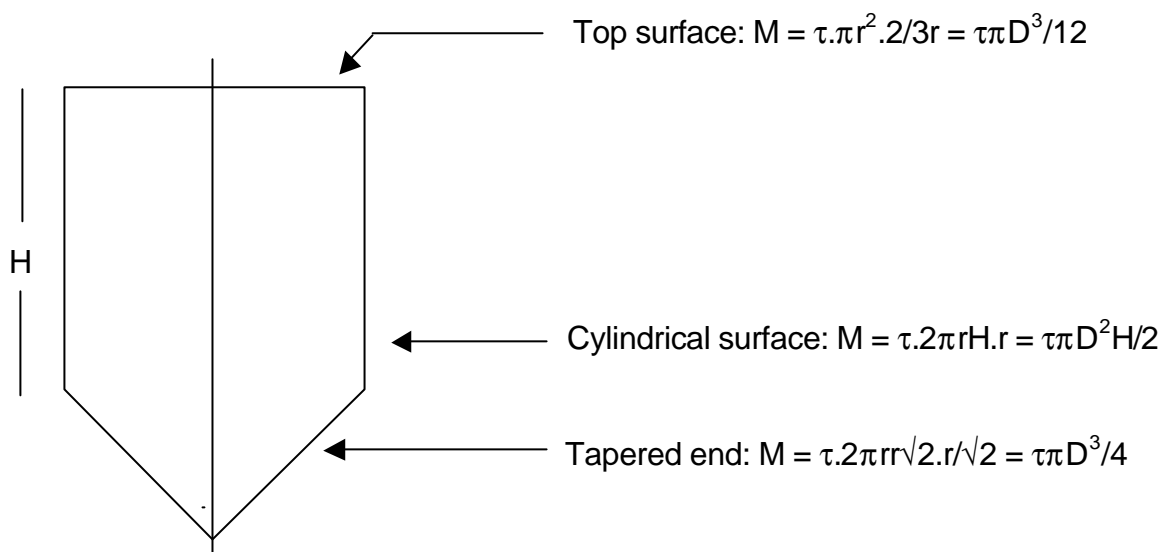 Top surface: M = τ.πr².2/3r = τπD³/12
H
Cylindrical surface: M = τ.2πrH.r = τπD²H/2
Tapered end: M = τ.2πrr√2.r/√2 = τπD³/4